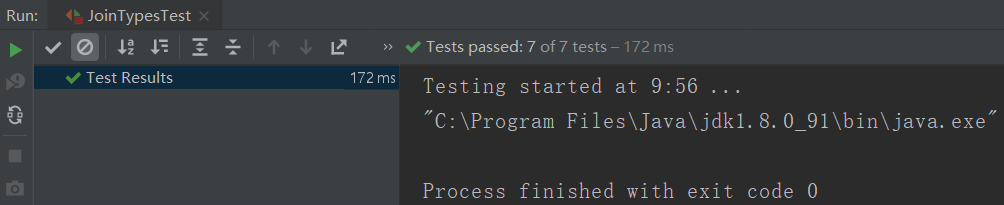 Run: JoinTypesTest
Tests passed: 7 of 7 tests – 172 ms
Test Results 172 ms
Testing started at 9:56 ...
"C:\Program Files\Java\jdk1.8.0_91\bin\java.exe"
Process finished with exit code 0